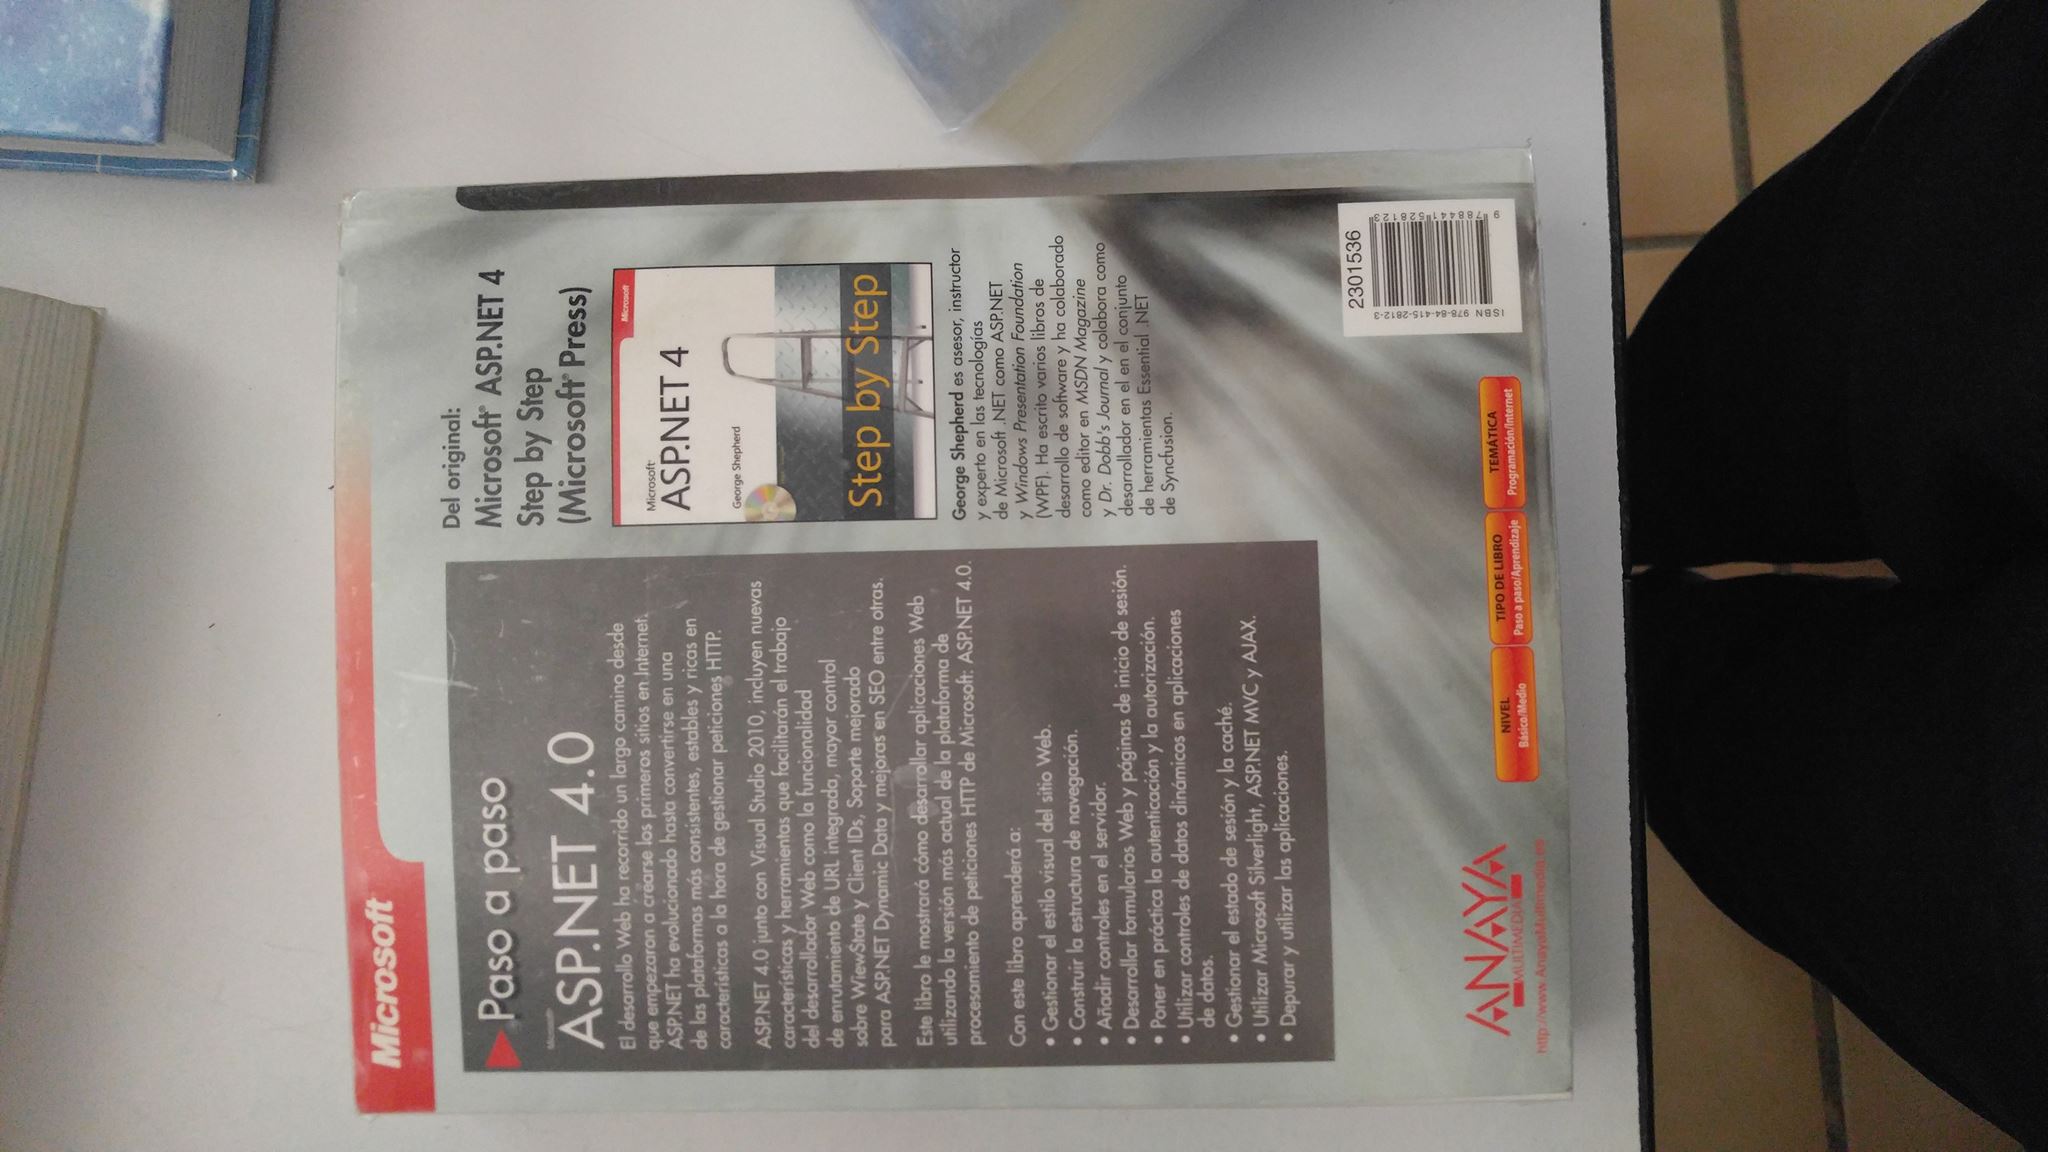 Microsoft
Paso a paso
Microsoft
ASP.NET 4.0
El desarrollo Web ha recorrido un largo camino desde
que empezaron a crearse los primeros sitios en Internet.
ASP.NET ha evolucionado hasta convertirse en una
de las plataformas más consistentes, estables y ricas en
características a la hora de gestionar peticiones HTTP.
ASP.NET 4.0 junto con Visual Studio 2010, incluyen nuevas
características y herramientas que facilitarán el trabajo
del desarrollador Web como la funcionalidad
de enrutamiento de URL integrado, mayor control
sobre ViewState y Client IDs, Soporte mejorado
para ASP.NET Dynamic Data y mejoras en SEO entre otras.
Este libro le mostrará cómo desarrollar aplicaciones Web
utilizando la versión más actual de la plataforma de
procesamiento de peticiones HTTP de Microsoft: ASP.NET 4.0.
Con este libro aprenderá a:
• Gestionar el estilo visual del sitio Web.
• Construir la estructura de navegación.
• Añadir controles en el servidor.
• Desarrollar formularios Web y páginas de inicio de sesión.
• Poner en práctica la autenticación y la autorización.
• Utilizar controles de datos dinámicos en aplicaciones
de datos.
• Gestionar el estado de sesión y la caché.
• Utilizar Microsoft Silverlight, ASP.NET MVC y AJAX.
• Depurar y utilizar las aplicaciones.
Del original:
Microsoft® ASP.NET 4
Step by Step
(Microsoft® Press)
Microsoft
Microsoft®
ASP.NET 4
George Shepherd
Step by Step
George Shepherd es asesor, instructor
y experto en las tecnologías
de Microsoft .NET como ASP.NET
y Windows Presentation Foundation
(WPF). Ha escrito varios libros de
desarrollo de software y ha colaborado
como editor en MSDN Magazine
y Dr. Dobb's Journal y colabora como
desarrollador en el en el conjunto
de herramientas Essential .NET
de Syncfusion.
ANAYA
MULTIMEDIA
http://www.AnayaMultimedia.es
NIVEL
Básico/Medio
TIPO DE LIBRO
Paso a paso/Aprendizaje
TEMÁTICA
Programación/Internet
2301536
9 788441 528123
ISBN 978-84-415-2812-3